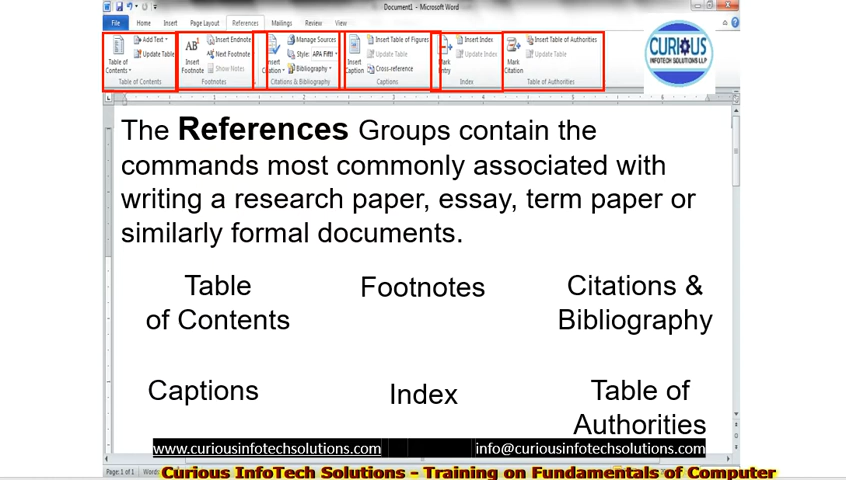 Document1 - Microsoft Word
File Home Insert Page Layout References Mailings Review View
Table of Contents
Add Text
Update Table
Table of Contents
AB
Insert Footnote
Insert Endnote
Next Footnote
Show Notes
Footnotes
Insert Citation
Manage Sources
Style: APA Fifth
Bibliography
Citations & Bibliography
Insert Caption
Insert Table of Figures
Update Table
Cross-reference
Captions
Mark Entry
Insert Index
Update Index
Index
Mark Citation
Insert Table of Authorities
Update Table
Table of Authorities
CURIOUS
INFOTECH SOLUTIONS LLP
The References Groups contain the
commands most commonly associated with
writing a research paper, essay, term paper or
similarly formal documents.
Table
of Contents
Footnotes
Citations &
Bibliography
Captions
Index
Table of
Authorities
www.curiousinfotechsolutions.com info@curiousinfotechsolutions.com
Page: 1 of 1 Words
Curious InfoTech Solutions - Training on Fundamentals of Computer